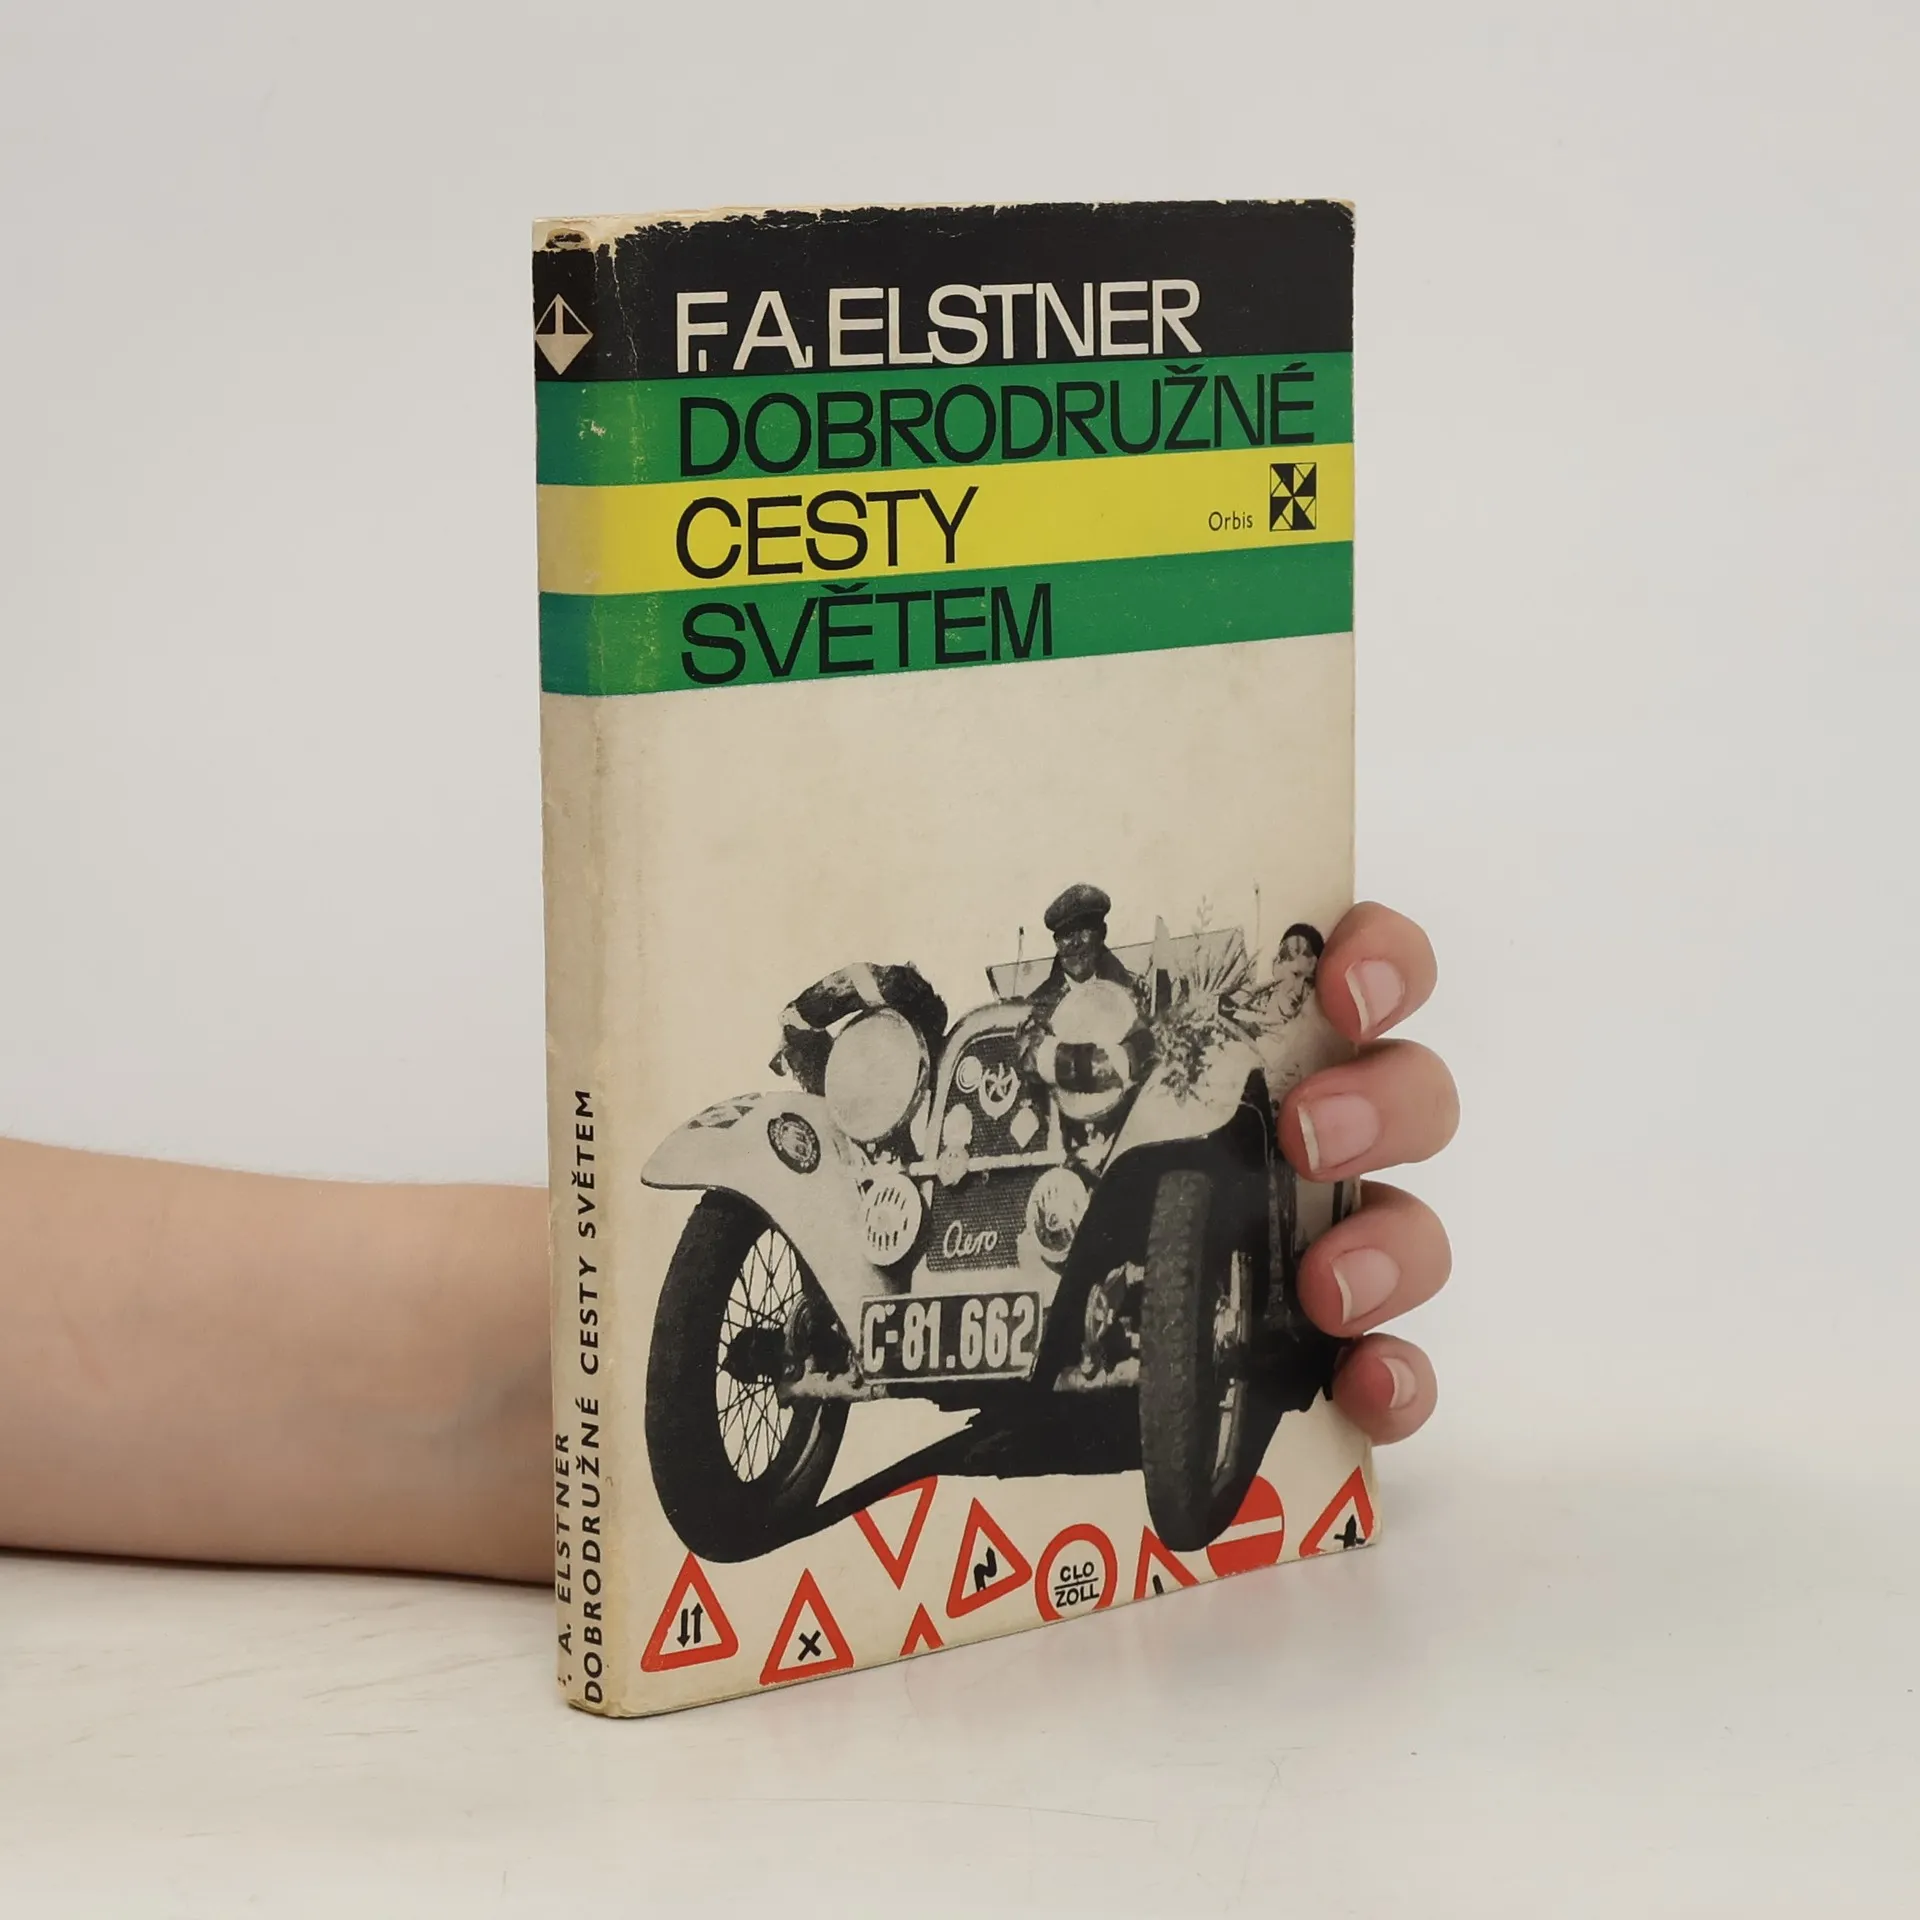 F. A. ELSTNER
DOBRODRUŽNÉ
CESTY
Orbis
SVĚTEM
Aero
Č-81.662
CLO
ZOLL
F. A. ELSTNER
DOBRODRUŽNÉ CESTY SVĚTEM